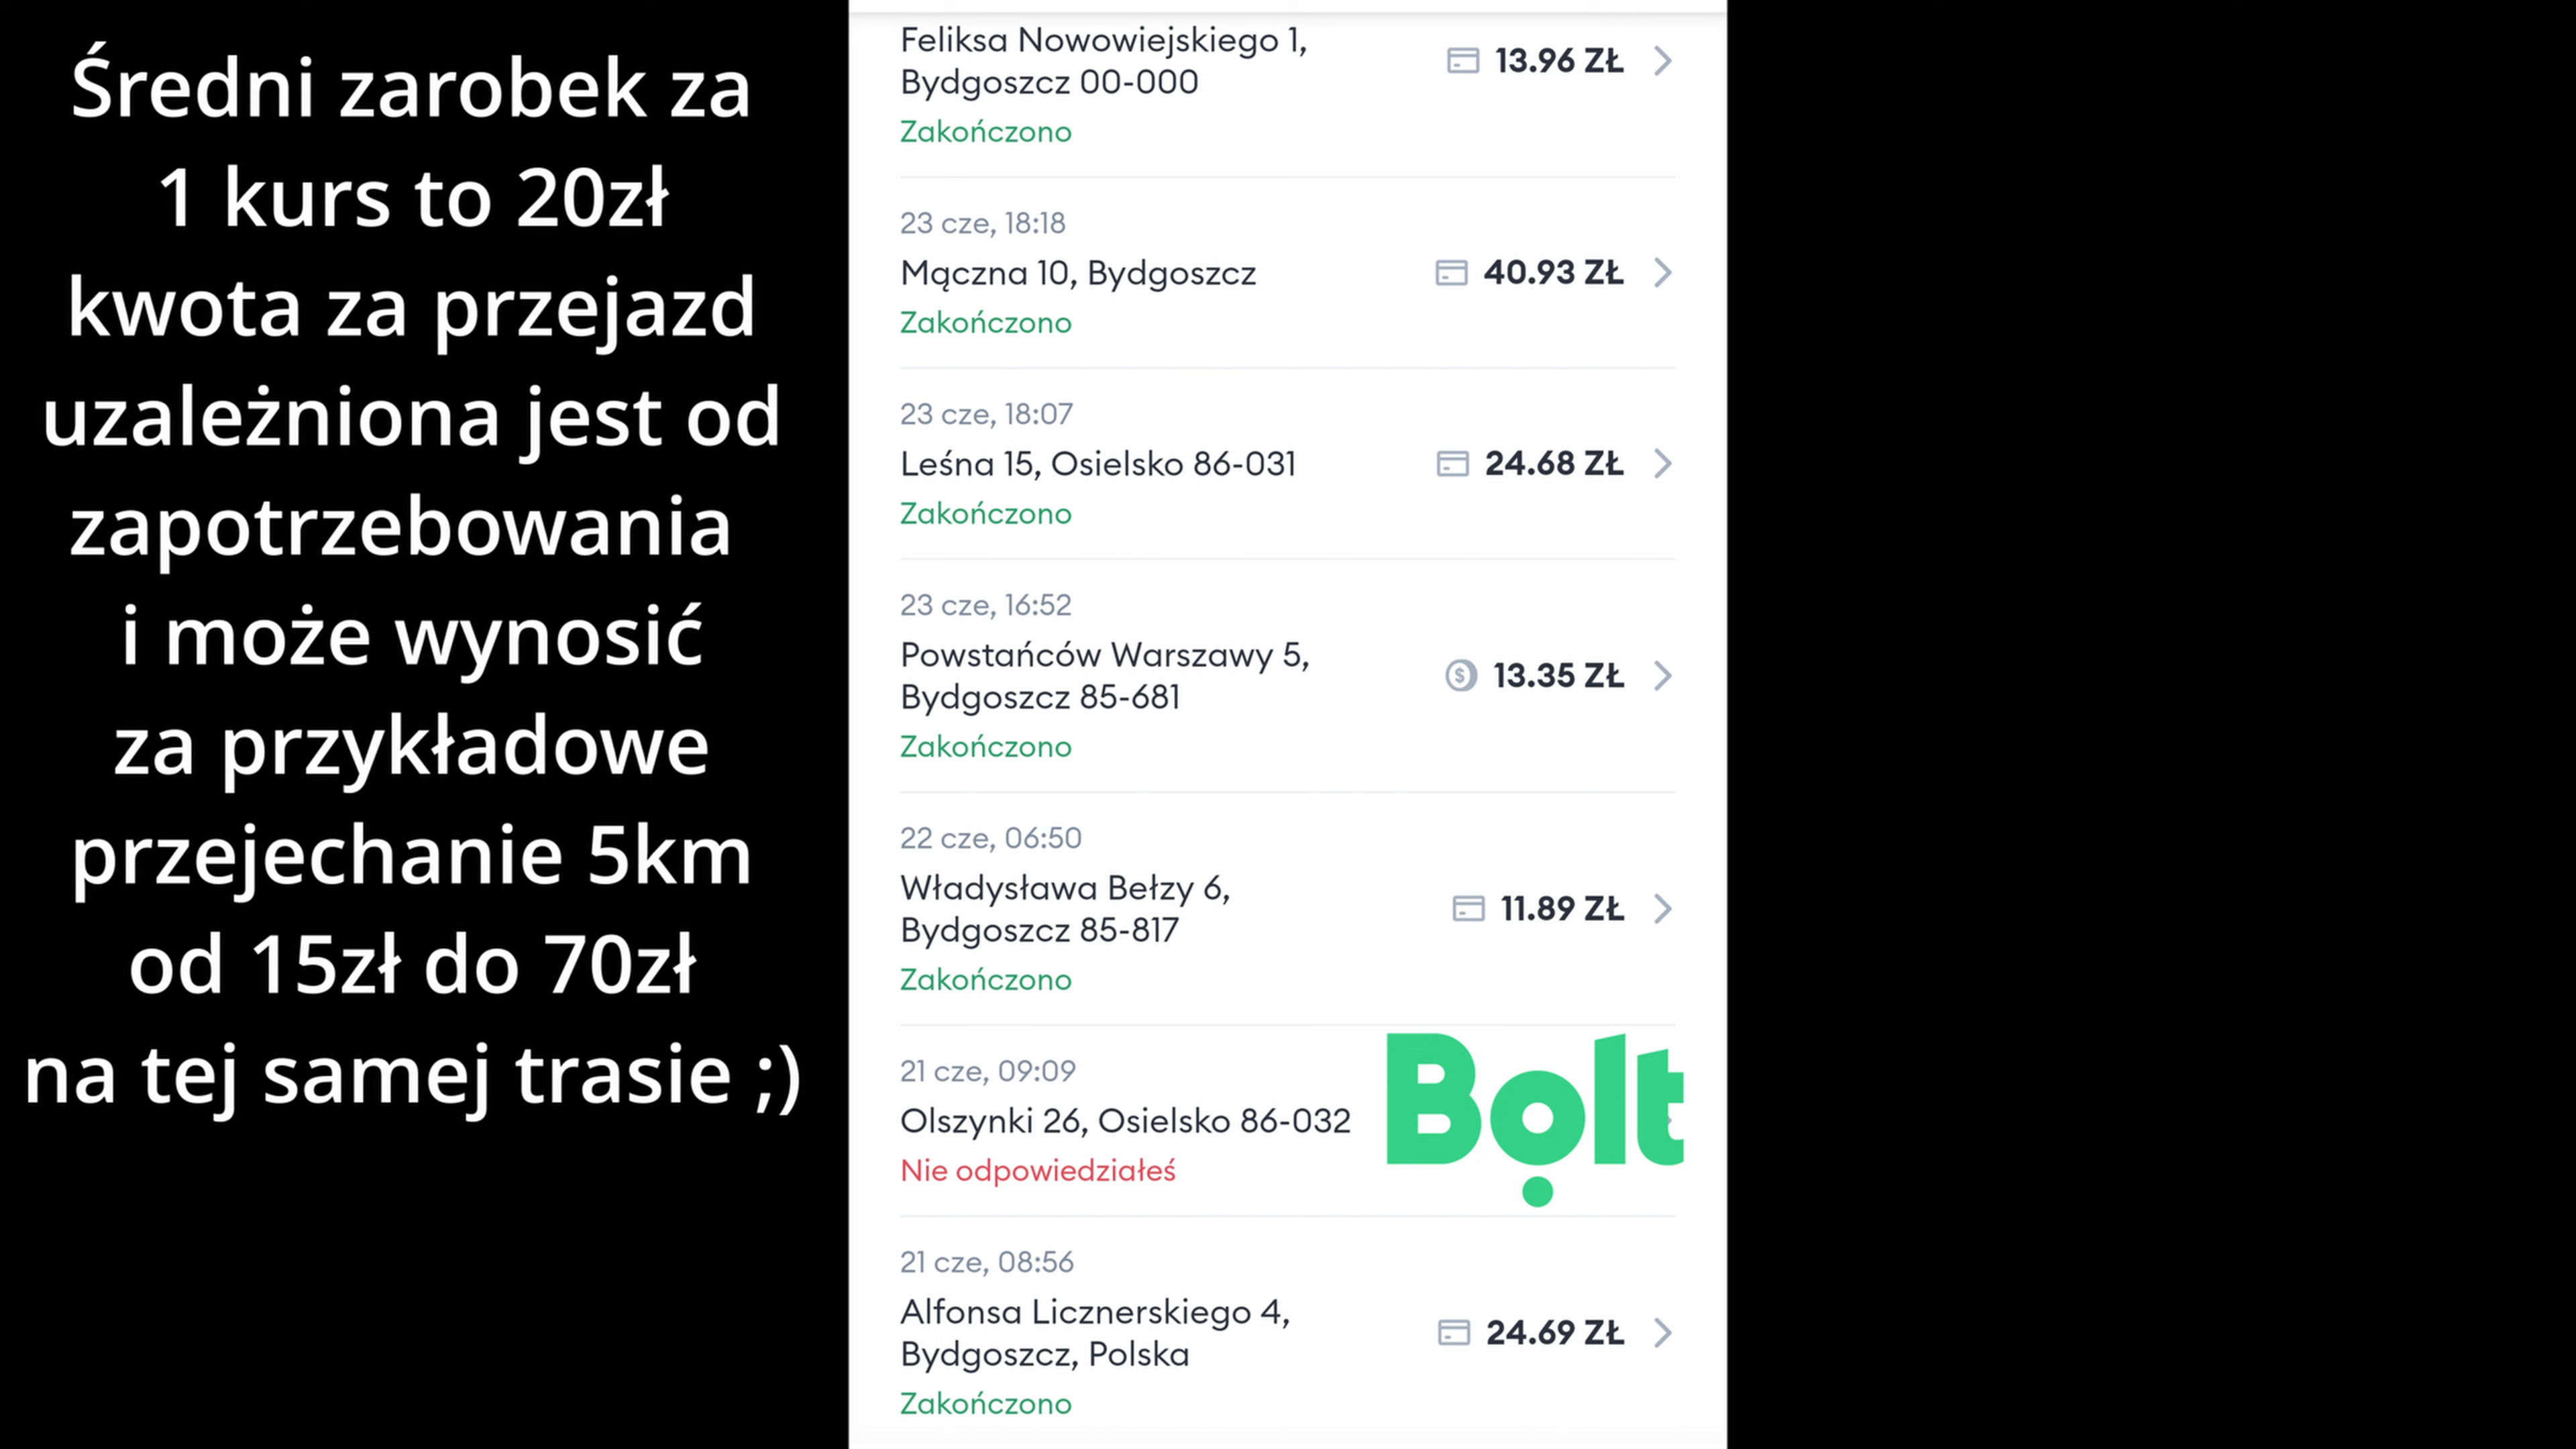 Średni zarobek za
1 kurs to 20zł
kwota za przejazd
uzależniona jest od
zapotrzebowania
i może wynosić
za przykładowe
przejechanie 5km
od 15zł do 70zł
na tej samej trasie ;)
Feliksa Nowowiejskiego 1,
Bydgoszcz 00-000
13.96 ZŁ
Zakończono
23 cze, 18:18
Mączna 10, Bydgoszcz
40.93 ZŁ
Zakończono
23 cze, 18:07
Leśna 15, Osielsko 86-031
24.68 ZŁ
Zakończono
23 cze, 16:52
Powstańców Warszawy 5,
Bydgoszcz 85-681
13.35 ZŁ
Zakończono
22 cze, 06:50
Władysława Bełzy 6,
Bydgoszcz 85-817
11.89 ZŁ
Zakończono
21 cze, 09:09
Olszynki 26, Osielsko 86-032
Nie odpowiedziałeś
Bolt
21 cze, 08:56
Alfonsa Licznerskiego 4,
Bydgoszcz, Polska
24.69 ZŁ
Zakończono